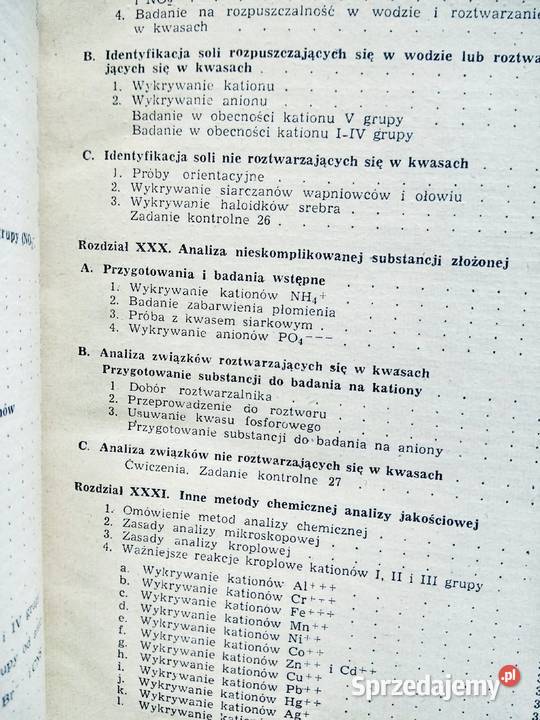 4. Badanie na rozpuszczalność w wodzie i roztwarzanie
w kwasach
B. Identyfikacja soli rozpuszczających się w wodzie lub roztwa
jących się w kwasach
1. Wykrywanie kationu
2. Wykrywanie anionu
Badanie w obecności kationu V grupy
Badanie w obecności kationu I-IV grupy
C. Identyfikacja soli nie roztwarzających się w kwasach
1. Próby orientacyjne
2. Wykrywanie siarczanów wapniowców i ołowiu
3. Wykrywanie haloidków srebra
Zadanie kontrolne 26
Rozdział XXX. Analiza nieskomplikowanej substancji złożonej
A. Przygotowania i badania wstępne
1. Wykrywanie kationów NH₄+
2. Badanie zabarwienia płomienia
3. Próba z kwasem siarkowym
4. Wykrywanie anionów PO₄---
B. Analiza związków roztwarzających się w kwasach
Przygotowanie substancji do badania na kationy
1 Dobór roztwarzalnika
2. Przeprowadzenie do roztworu
3. Usuwanie kwasu fosforowego
Przygotowanie substancji do badania na aniony
C. Analiza związków nie roztwarzających się w kwasach
Ćwiczenia. Zadanie kontrolne 27
Rozdział XXXI. Inne metody chemicznej analizy jakościowej
1. Omówienie metod analizy chemicznej
2. Zasady analizy mikroskopowej
3. Zasady analizy kroplowej
4. Ważniejsze reakcje kroplowe kationów I, II i III grupy
a. Wykrywanie kationów Al+++
b. Wykrywanie kationów Cr+++
c. Wykrywanie kationów Fe+++
d. Wykrywanie kationów Mn++
e. Wykrywanie kationów Ni++
f. Wykrywanie kationów Co++
g. Wykrywanie kationów Zn++ i Cd++
h. Wykrywanie kationów Cu++
i. Wykrywanie kationów Pb++
k. Wykrywanie kationów Hg++
l. Wykrywanie kationów Ag+
Sprzedajemy.pl